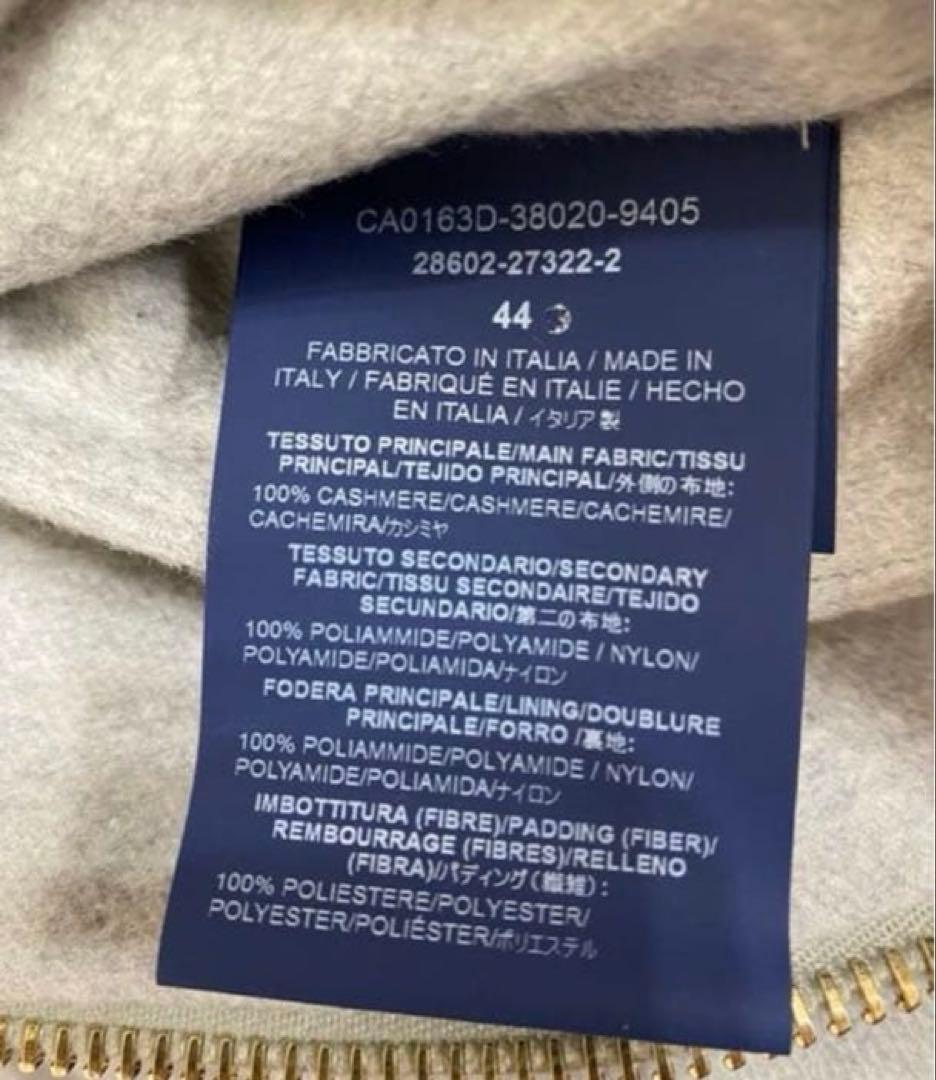 CA0163D-38020-9405
28602-27322-2
44
FABBRICATO IN ITALIA / MADE IN
ITALY / FABRIQUÉ EN ITALIE / HECHO
EN ITALIA / イタリア製
TESSUTO PRINCIPALE/MAIN FABRIC/TISSU
PRINCIPAL/TEJIDO PRINCIPAL/外側の布地:
100% CASHMERE/CASHMERE/CACHEMIRE/
CACHEMIRA/カシミヤ
TESSUTO SECONDARIO/SECONDARY
FABRIC/TISSU SECONDAIRE/TEJIDO
SECUNDARIO/第二の布地:
100% POLIAMMIDE/POLYAMIDE / NYLON/
POLYAMIDE/POLIAMIDA/ナイロン
FODERA PRINCIPALE/LINING/DOUBLURE
PRINCIPALE/FORRO /裏地:
100% POLIAMMIDE/POLYAMIDE / NYLON/
POLYAMIDE/POLIAMIDA/ナイロン
IMBOTTITURA (FIBRE)/PADDING (FIBER)/
REMBOURRAGE (FIBRES)/RELLENO
(FIBRA)/パディング(繊維):
100% POLIESTERE/POLYESTER/
POLYESTER/POLIÉSTER/ポリエステル